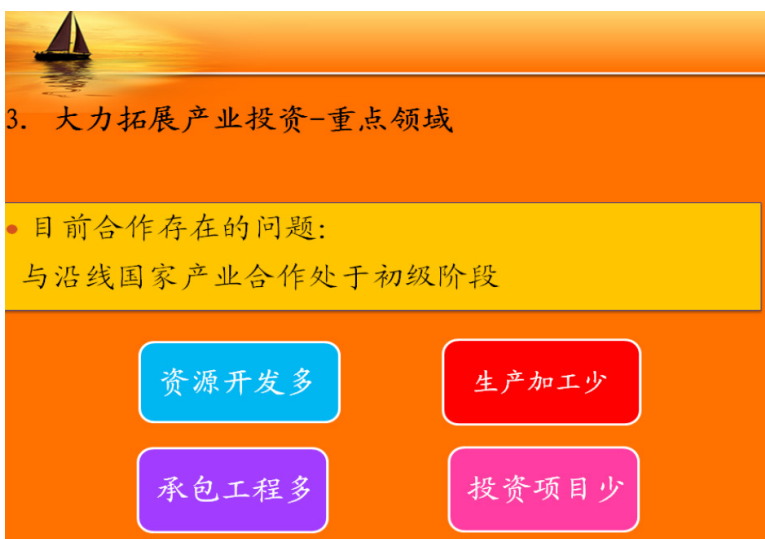 3. 大力拓展产业投资-重点领域
• 目前合作存在的问题:
与沿线国家产业合作处于初级阶段
资源开发多
生产加工少
承包工程多
投资项目少